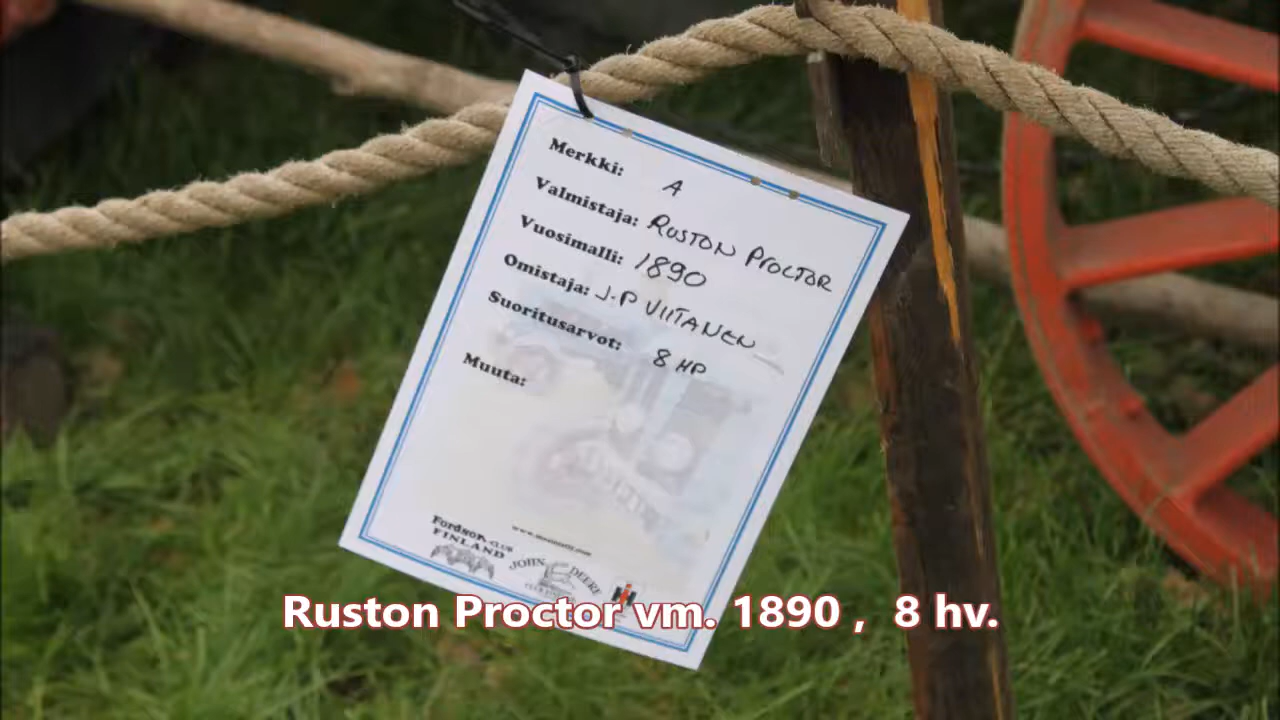 Merkki: A
Valmistaja: RUSTON PROCTOR
Vuosimalli: 1890
Omistaja: J-P VIITANEN
Suoritusarvot: 8 HP
Muuta:
Fordson CLUB
FINLAND
JOHN DEERE
Ruston Proctor vm. 1890 , 8 hv.